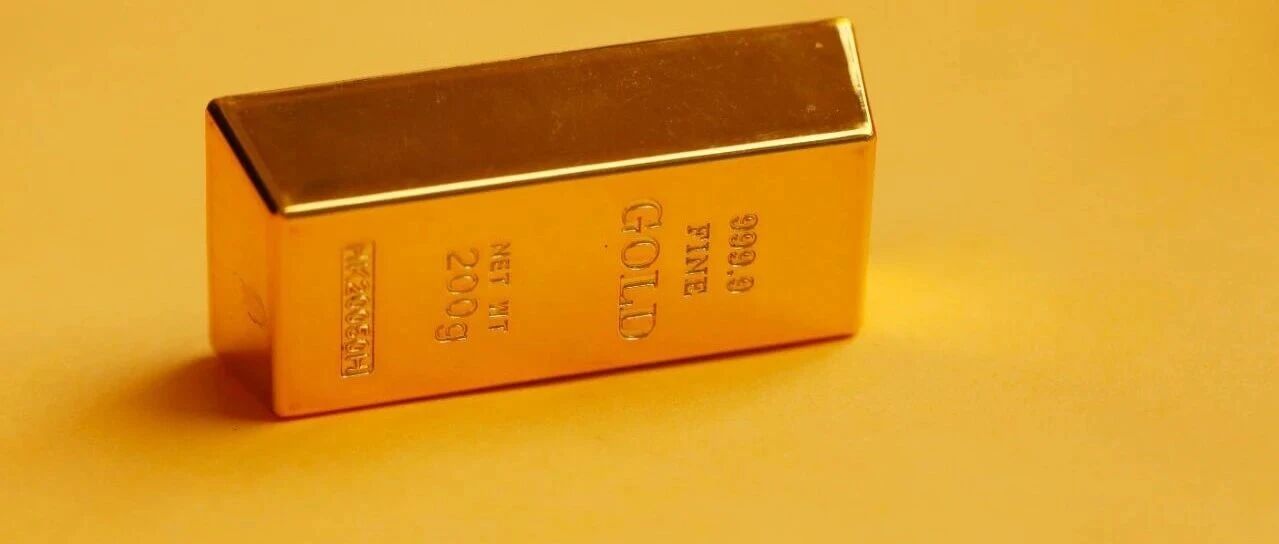 999.9
FINE
GOLD
NET WT
200g